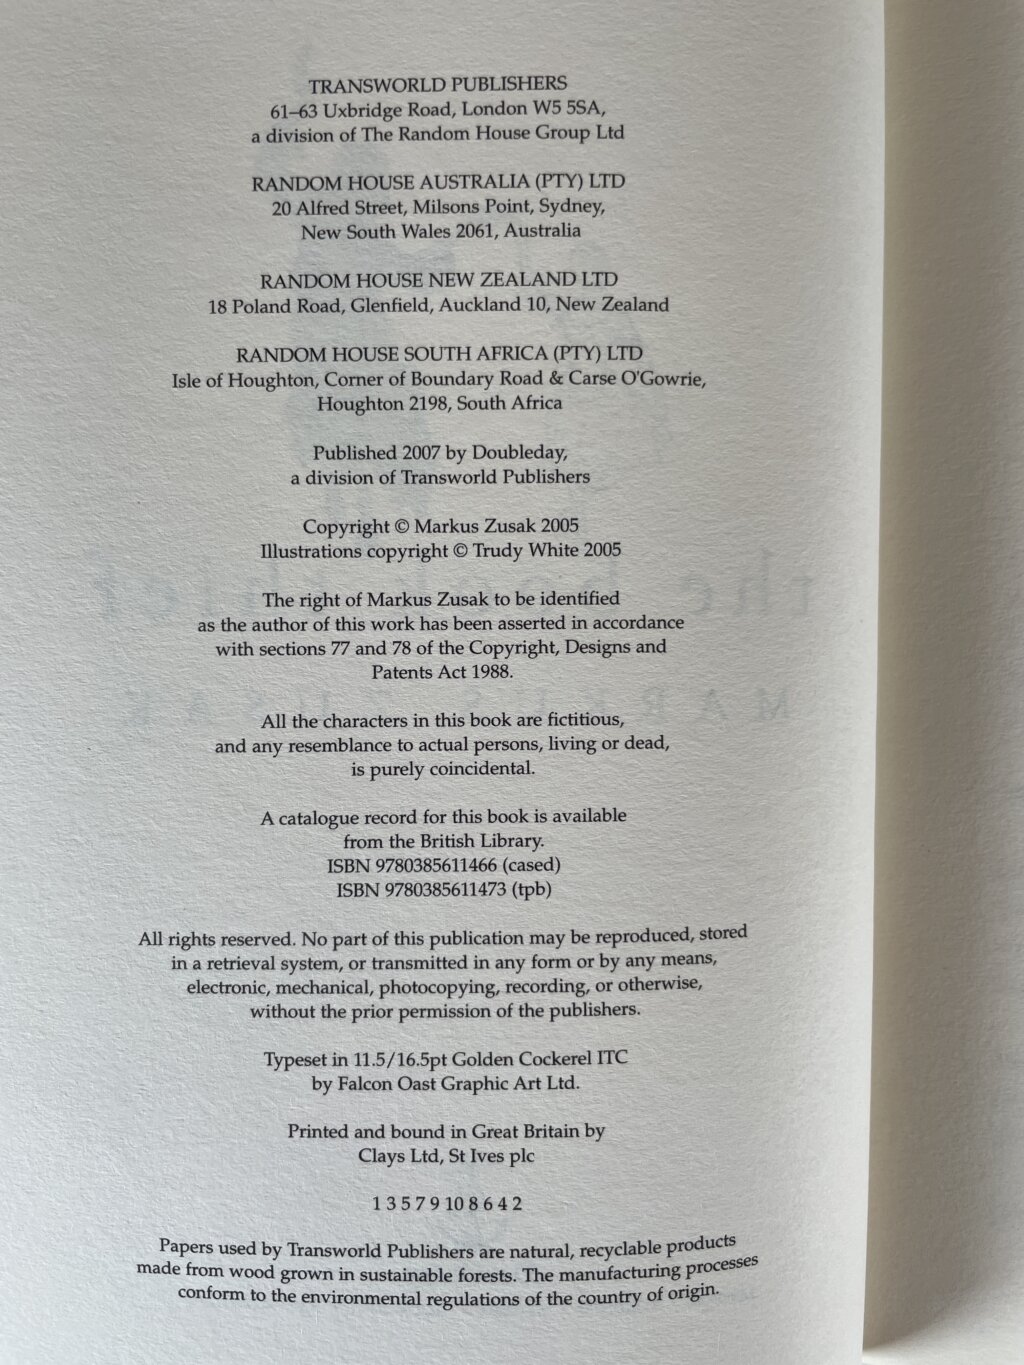 TRANSWORLD PUBLISHERS
61–63 Uxbridge Road, London W5 5SA,
a division of The Random House Group Ltd
RANDOM HOUSE AUSTRALIA (PTY) LTD
20 Alfred Street, Milsons Point, Sydney,
New South Wales 2061, Australia
RANDOM HOUSE NEW ZEALAND LTD
18 Poland Road, Glenfield, Auckland 10, New Zealand
RANDOM HOUSE SOUTH AFRICA (PTY) LTD
Isle of Houghton, Corner of Boundary Road & Carse O'Gowrie,
Houghton 2198, South Africa
Published 2007 by Doubleday,
a division of Transworld Publishers
Copyright © Markus Zusak 2005
Illustrations copyright © Trudy White 2005
The right of Markus Zusak to be identified
as the author of this work has been asserted in accordance
with sections 77 and 78 of the Copyright, Designs and
Patents Act 1988.
All the characters in this book are fictitious,
and any resemblance to actual persons, living or dead,
is purely coincidental.
A catalogue record for this book is available
from the British Library.
ISBN 9780385611466 (cased)
ISBN 9780385611473 (tpb)
All rights reserved. No part of this publication may be reproduced, stored
in a retrieval system, or transmitted in any form or by any means,
electronic, mechanical, photocopying, recording, or otherwise,
without the prior permission of the publishers.
Typeset in 11.5/16.5pt Golden Cockerel ITC
by Falcon Oast Graphic Art Ltd.
Printed and bound in Great Britain by
Clays Ltd, St Ives plc
1 3 5 7 9 10 8 6 4 2
Papers used by Transworld Publishers are natural, recyclable products
made from wood grown in sustainable forests. The manufacturing processes
conform to the environmental regulations of the country of origin.